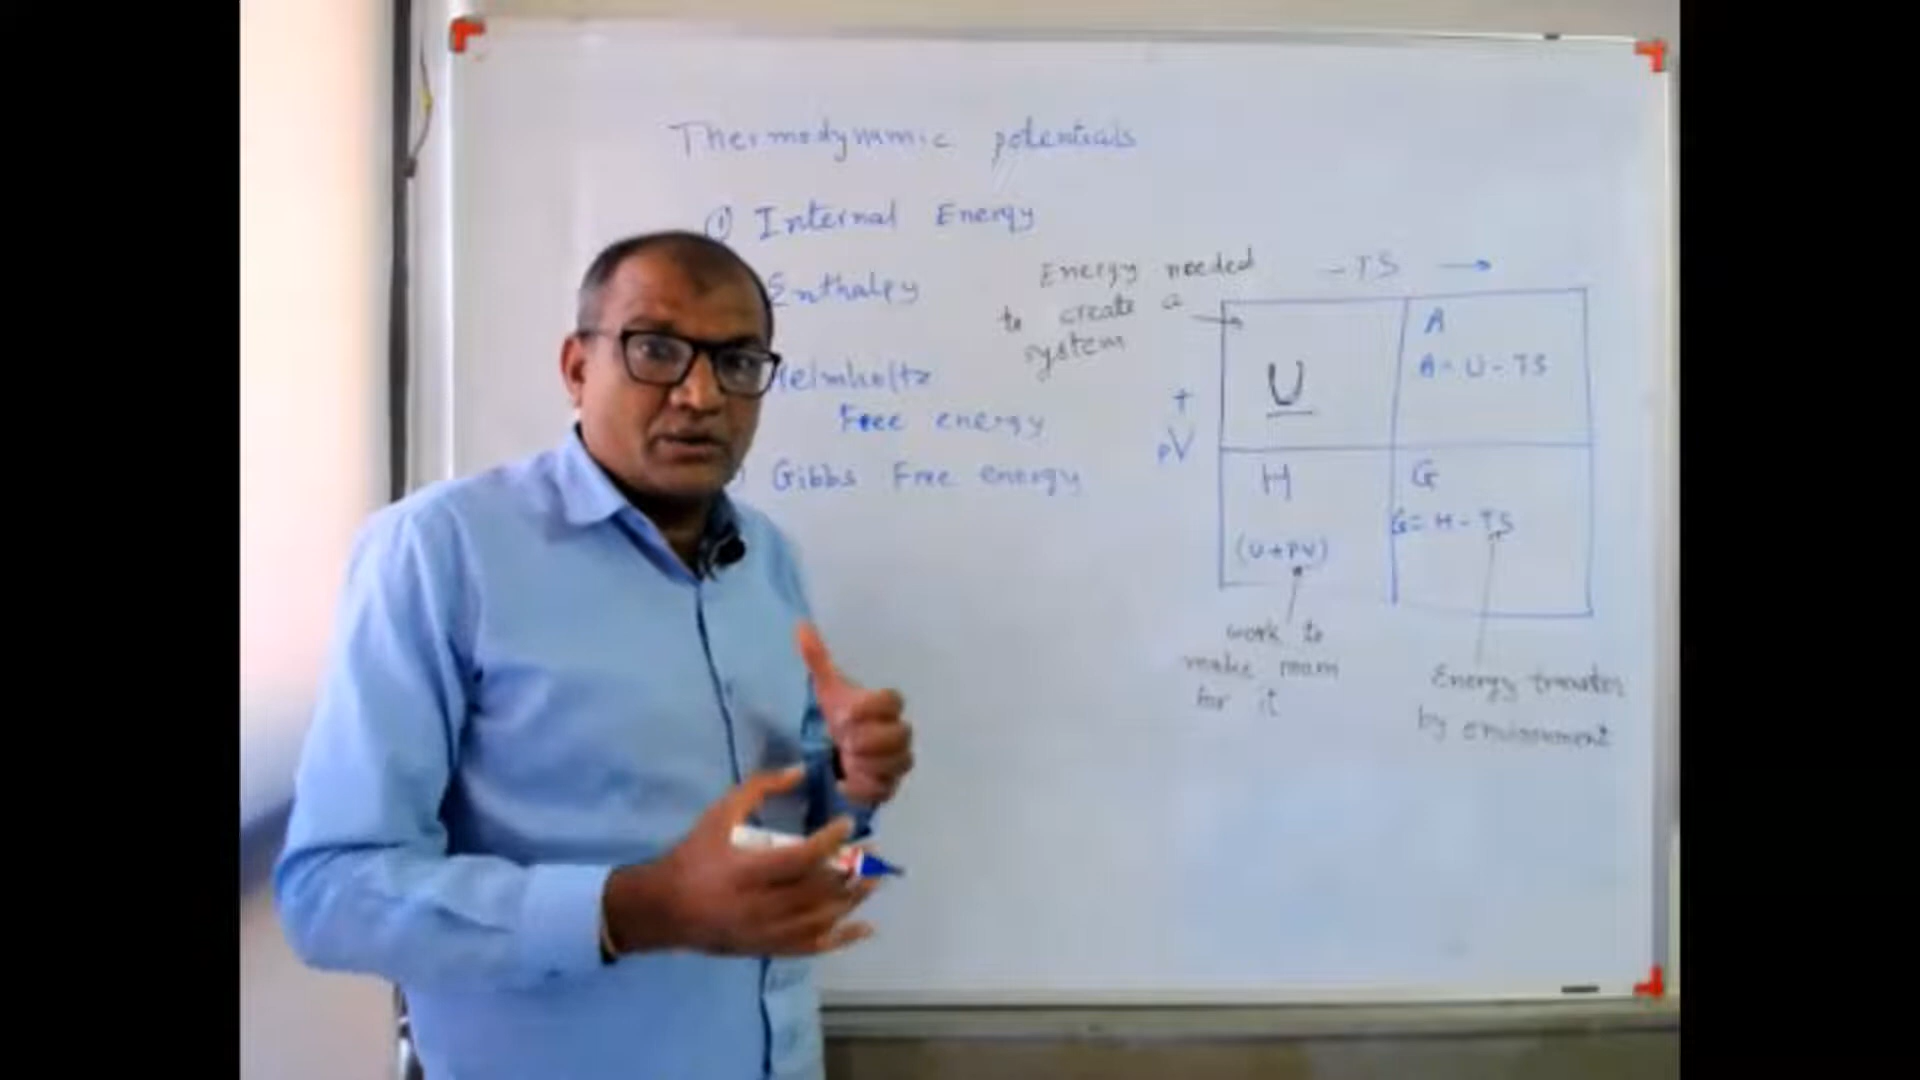 Thermodynamic potentials
① Internal Energy
Enthalpy
Helmholtz
Free energy
Gibbs Free energy
Energy needed
to create a
system
- TS →
+
PV
U
A
A = U - TS
H
(U+PV)
G
G = H - TS
work to
make room
for it
Energy transfer
by environment